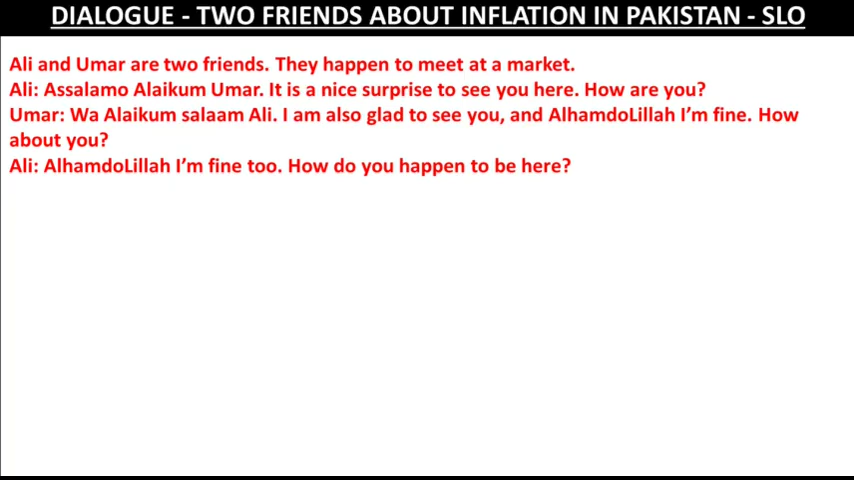 DIALOGUE - TWO FRIENDS ABOUT INFLATION IN PAKISTAN - SLO
Ali and Umar are two friends. They happen to meet at a market.
Ali: Assalamo Alaikum Umar. It is a nice surprise to see you here. How are you?
Umar: Wa Alaikum salaam Ali. I am also glad to see you, and AlhamdoLillah I’m fine. How
about you?
Ali: AlhamdoLillah I’m fine too. How do you happen to be here?